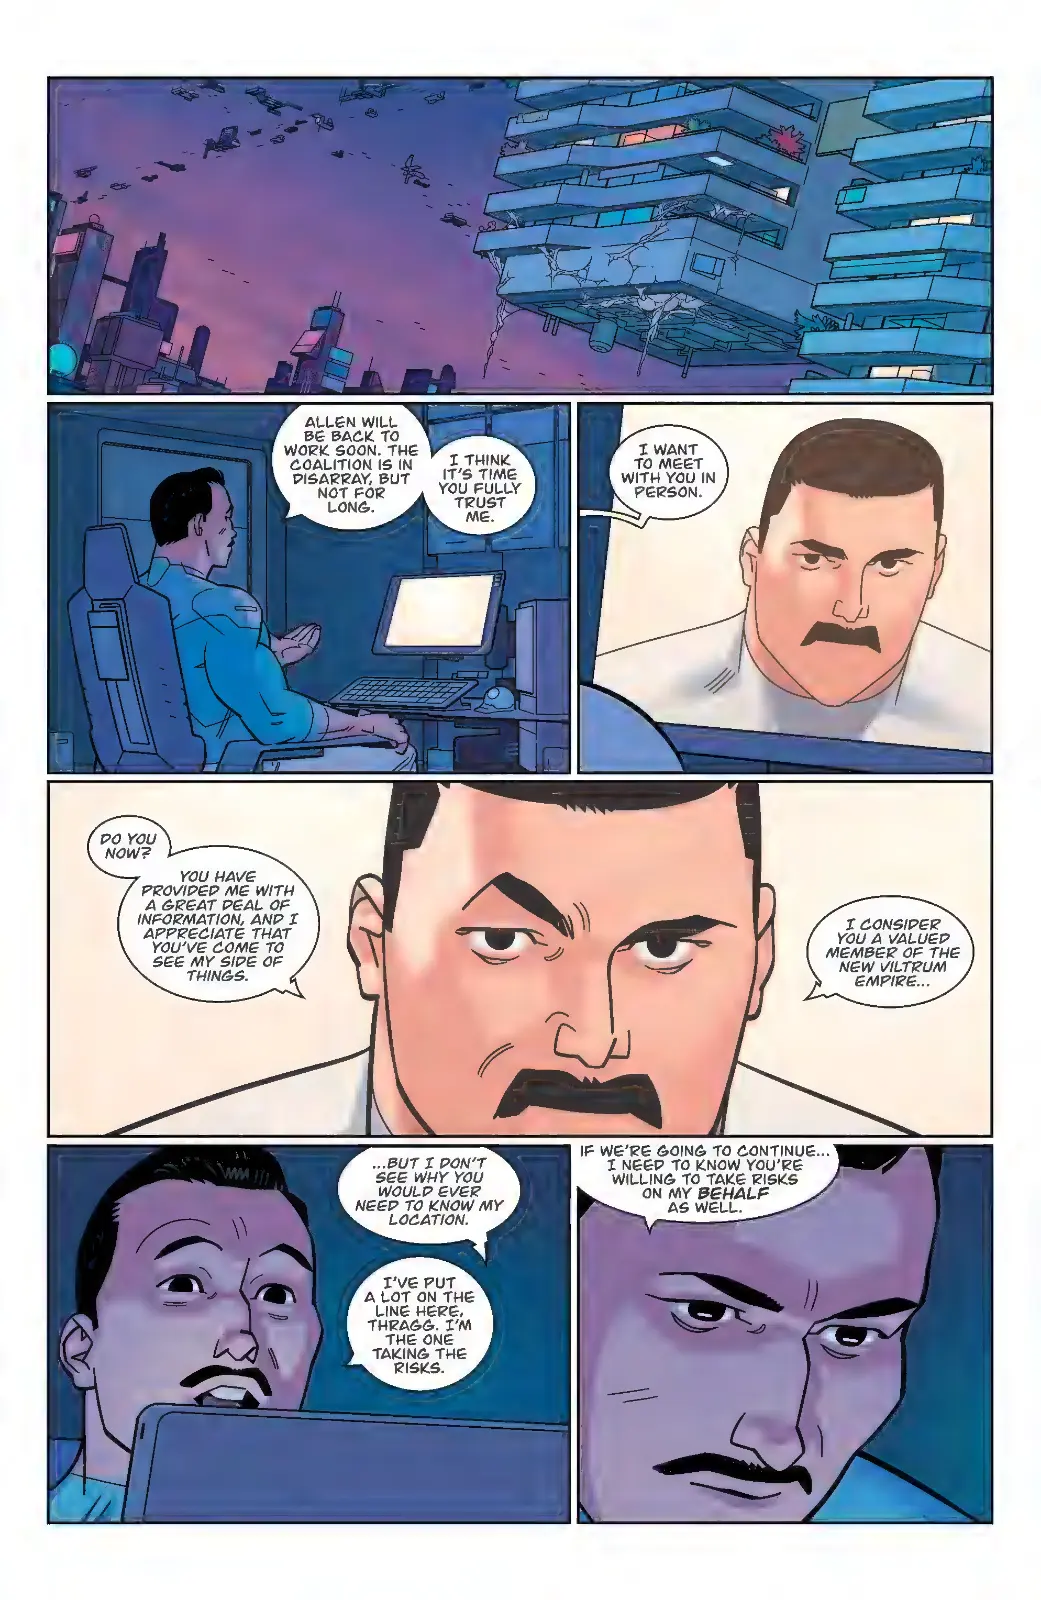 ALLEN WILL
BE BACK TO
WORK SOON. THE
COALITION IS IN
DISARRAY, BUT
NOT FOR
LONG.
I THINK
IT'S TIME
YOU FULLY
TRUST
ME.
I WANT
TO MEET
WITH YOU IN
PERSON.
DO YOU
NOW?
YOU HAVE
PROVIDED ME WITH
A GREAT DEAL OF
INFORMATION, AND I
APPRECIATE THAT
YOU'VE COME TO
SEE MY SIDE OF
THINGS.
I CONSIDER
YOU A VALUED
MEMBER OF THE
NEW VILTRUM
EMPIRE...
...BUT I DON'T
SEE WHY YOU
WOULD EVER
NEED TO KNOW MY
LOCATION.
I'VE PUT
A LOT ON THE
LINE HERE,
THRAGG. I'M
THE ONE
TAKING THE
RISKS.
IF WE'RE GOING TO CONTINUE...
I NEED TO KNOW YOU'RE
WILLING TO TAKE RISKS
ON MY BEHALF
AS WELL.